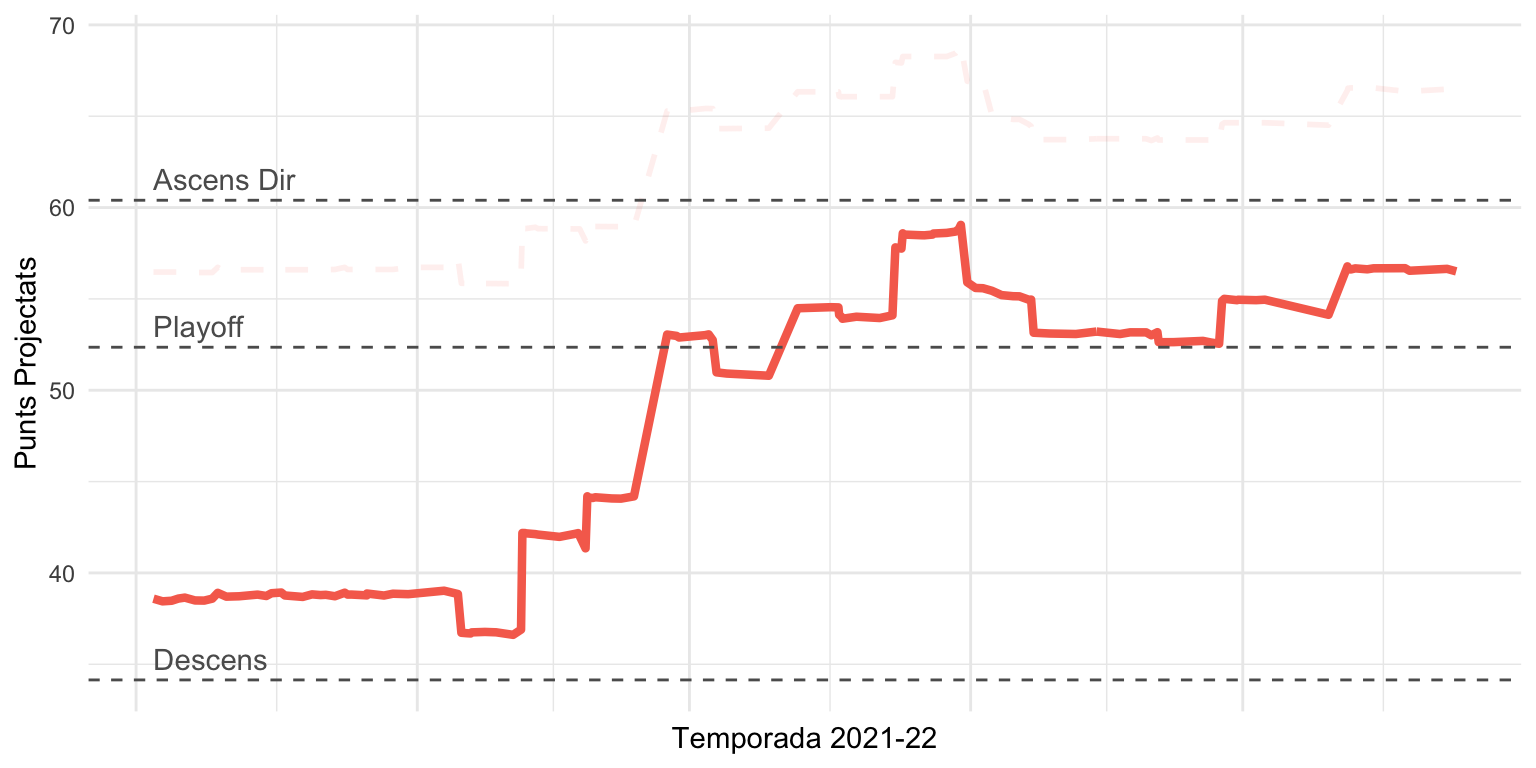 70
Ascens Dir
60
Playoff
50
40
Descens
Punts Projectats
Temporada 2021-22